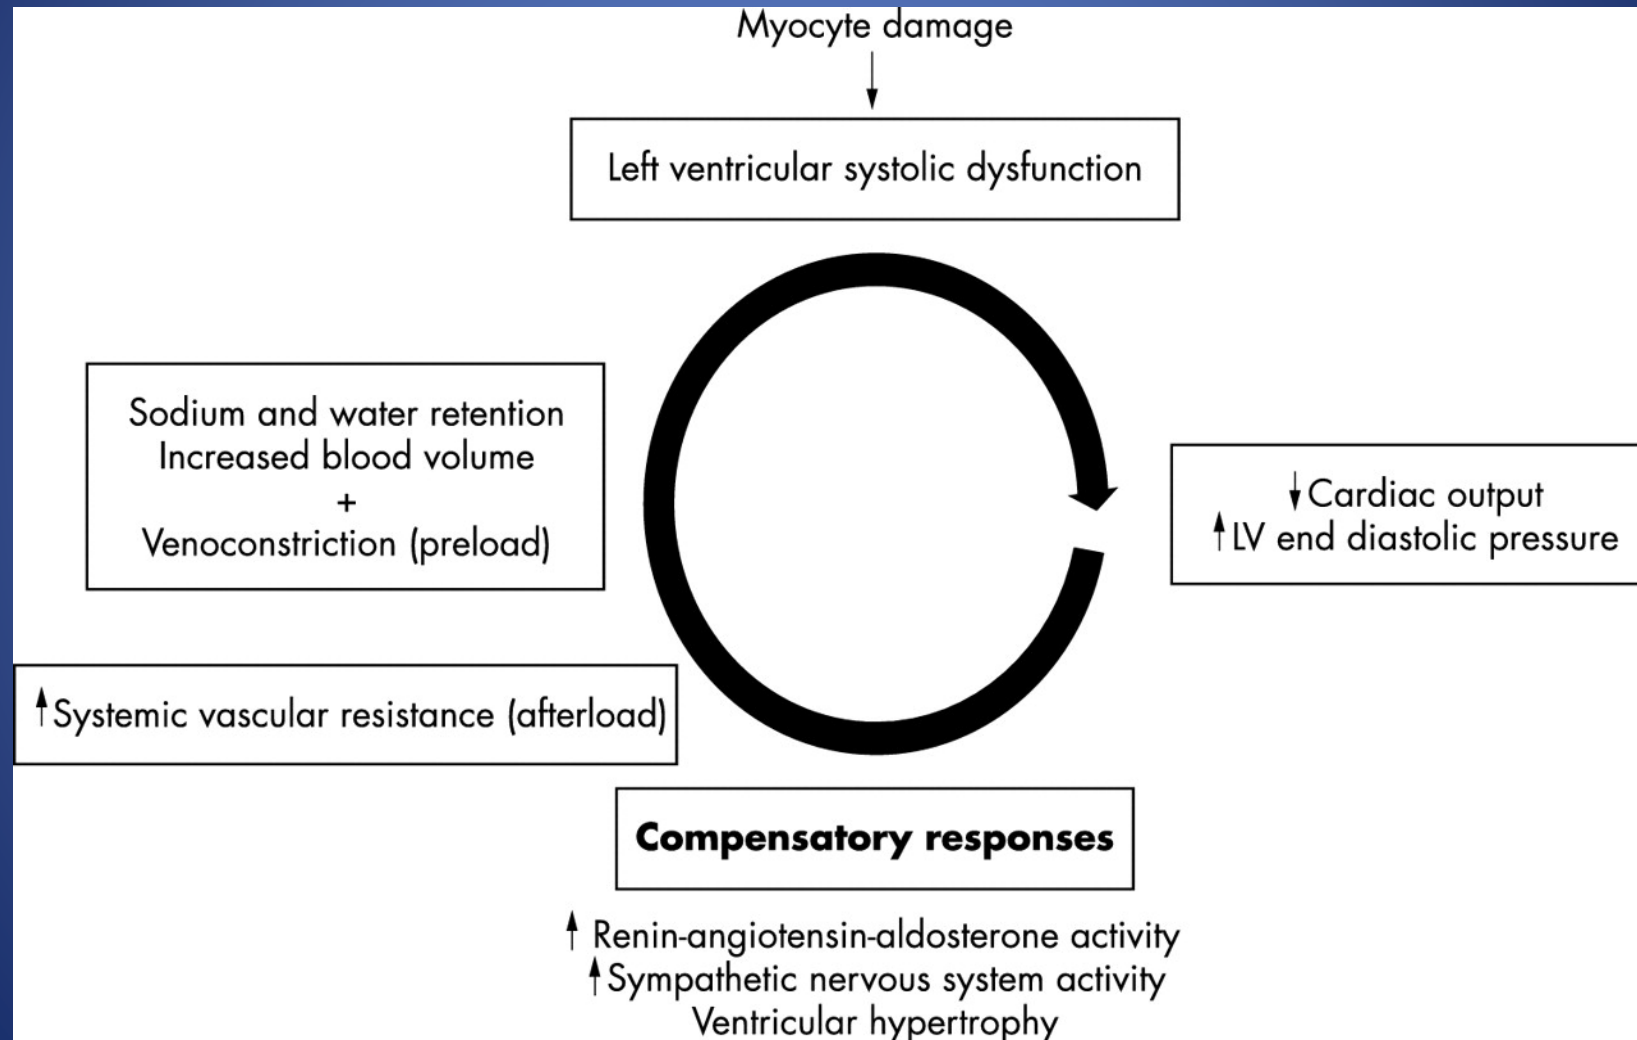 Myocyte damage
Left ventricular systolic dysfunction
Sodium and water retention
Increased blood volume
+
Venoconstriction (preload)
↓Cardiac output
↑LV end diastolic pressure
↑Systemic vascular resistance (afterload)
Compensatory responses
↑ Renin-angiotensin-aldosterone activity
↑Sympathetic nervous system activity
Ventricular hypertrophy